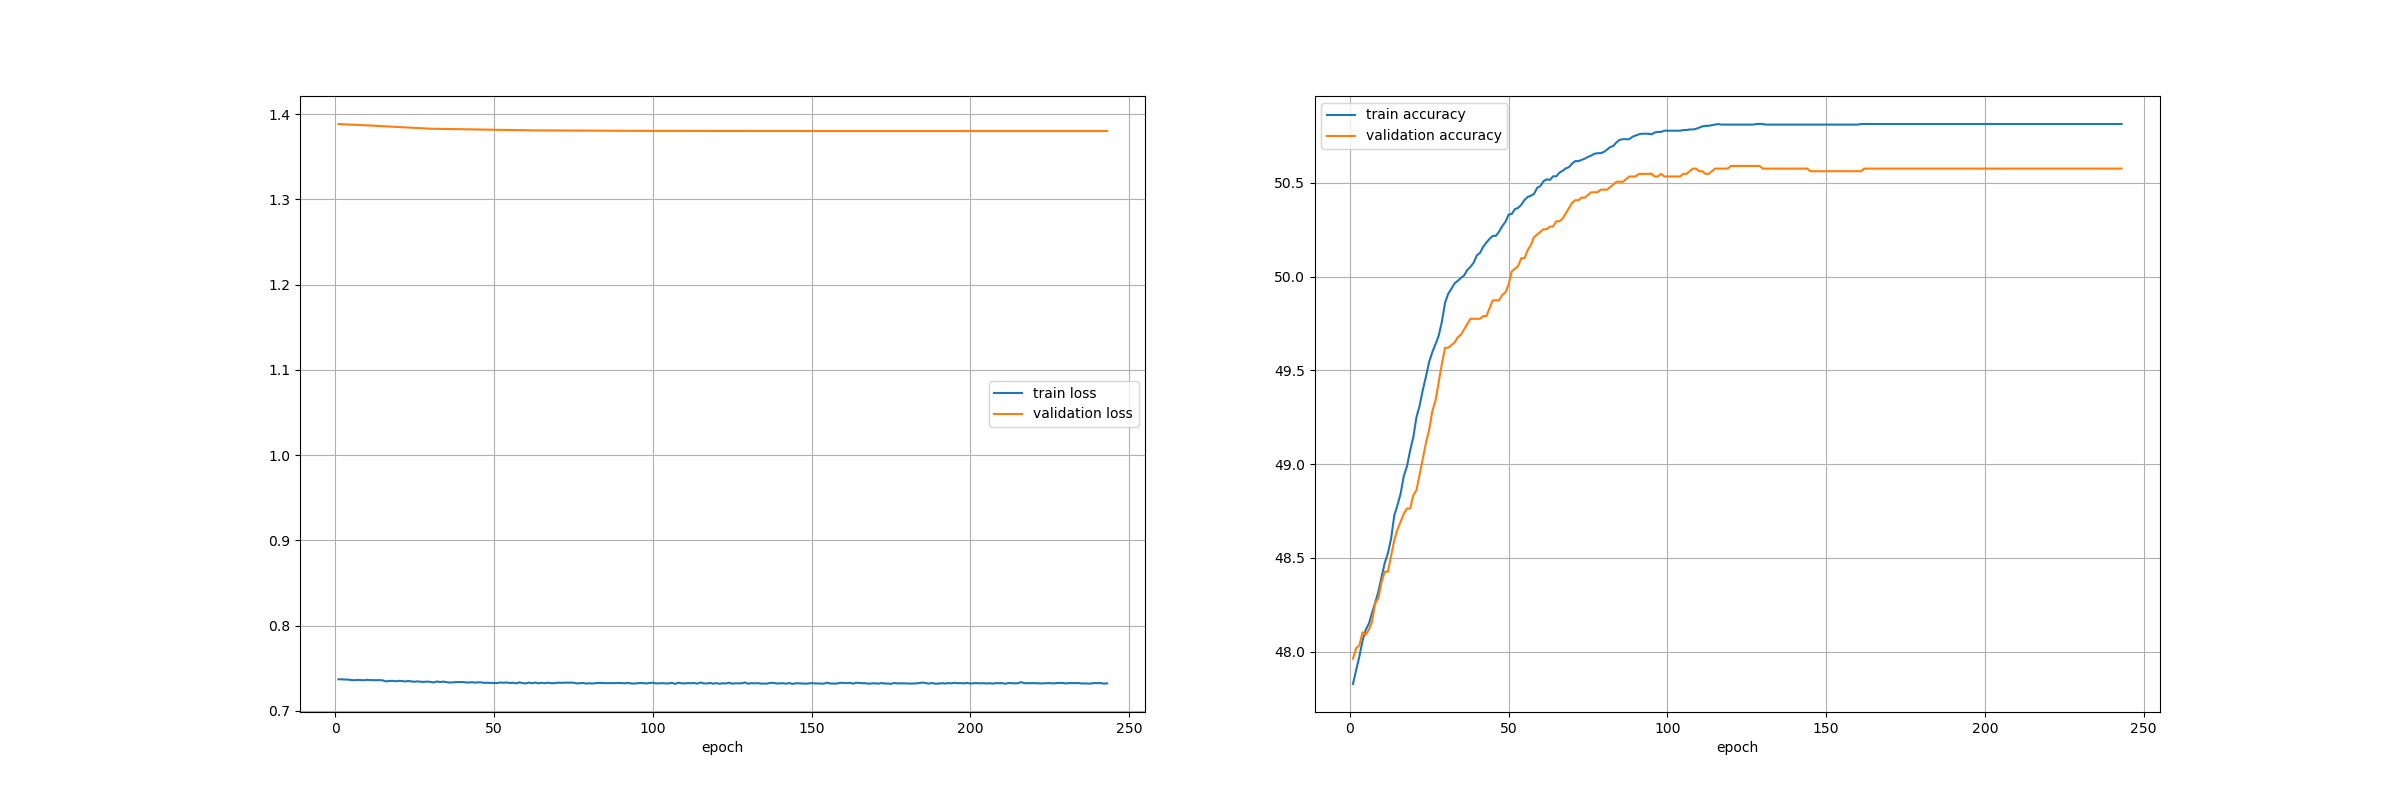 1.4
1.3
1.2
1.1
1.0
0.9
0.8
0.7
0 50 100 150 200 250
epoch
train loss
validation loss
train accuracy
validation accuracy
50.5
50.0
49.5
49.0
48.5
48.0
0 50 100 150 200 250
epoch